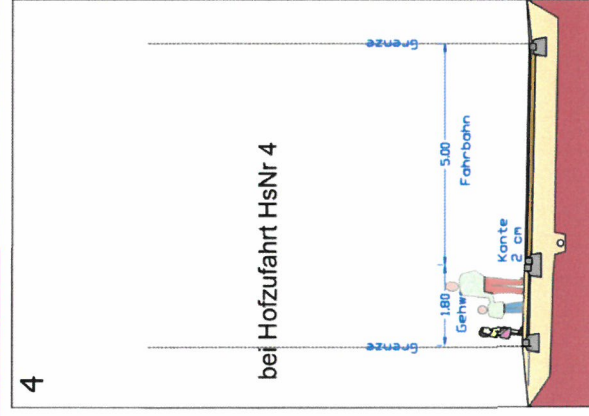 4
bei Hofzufahrt HsNr 4
Grenze
Grenze
1.80
5.00
Gehw
Fahrbahn
Kante
2 cm